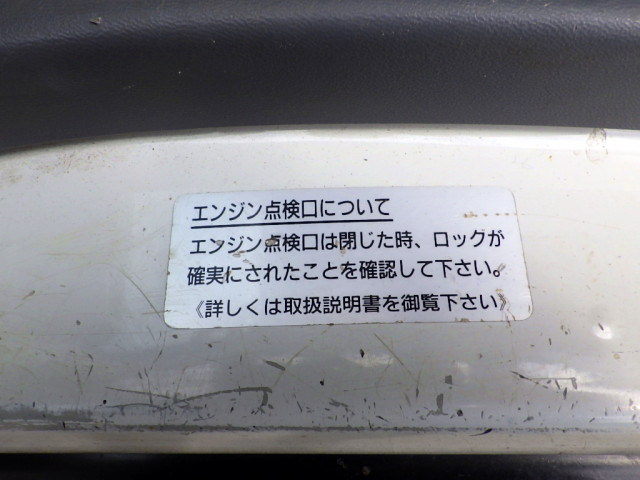 エンジン点検口について
エンジン点検口は閉じた時、ロックが
確実にされたことを確認して下さい。
《詳しくは取扱説明書を御覧下さい》